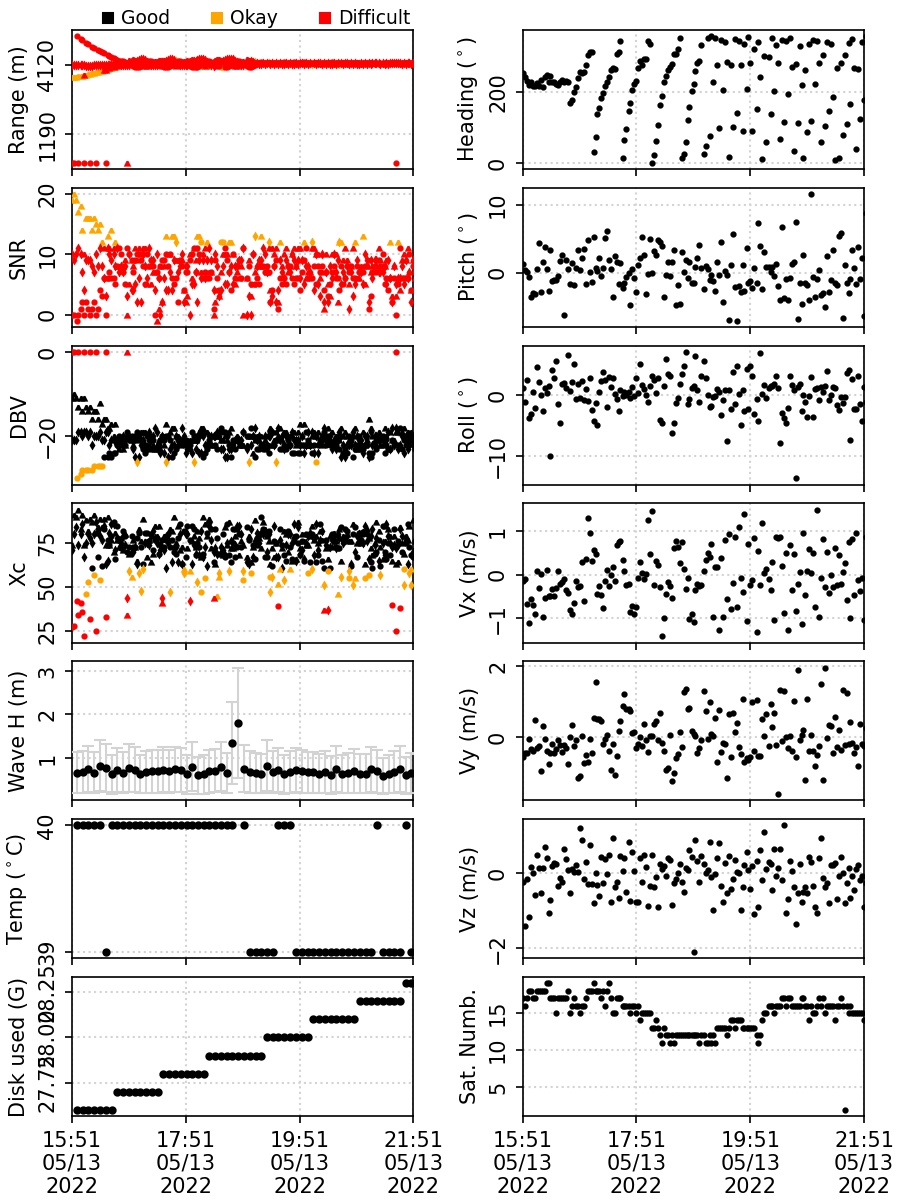 Good Okay Difficult
Range (m)
4120
1190
Heading (°)
200
0
SNR
20
10
0
Pitch (°)
10
0
DBV
0
−20
Roll (°)
0
−10
Xc
75
50
25
Vx (m/s)
1
0
−1
Wave H (m)
3
2
1
Vy (m/s)
2
0
Temp (°C)
40
39
Vz (m/s)
0
−2
Disk used (G)
28.25
28.0
27.75
Sat. Numb.
15
10
5
15:51 17:51 19:51 21:51
05/13 05/13 05/13 05/13
2022 2022 2022 2022
15:51 17:51 19:51 21:51
05/13 05/13 05/13 05/13
2022 2022 2022 2022